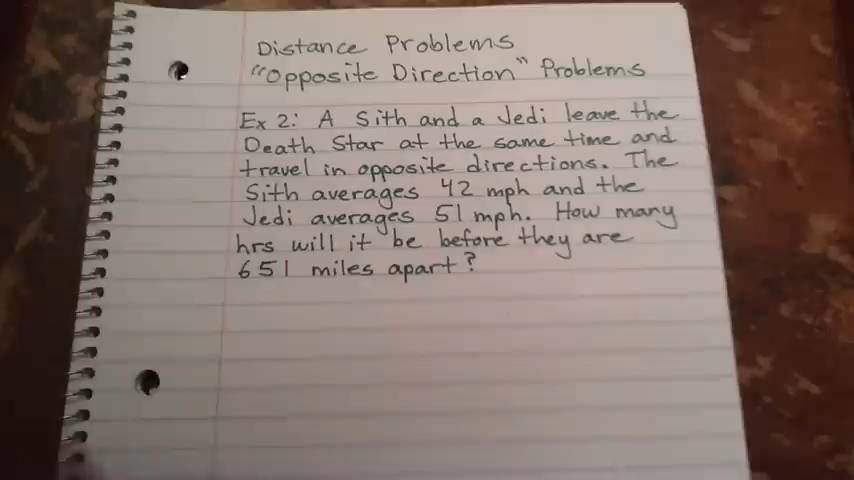 Distance Problems
"Opposite Direction" Problems
Ex 2: A Sith and a Jedi leave the
Death Star at the same time and
travel in opposite directions. The
Sith averages 42 mph and the
Jedi averages 51 mph. How many
hrs will it be before they are
651 miles apart?